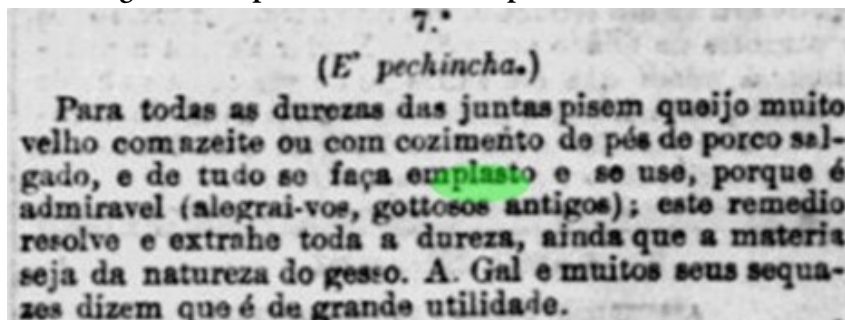 7.º
(E' pechincha.)
Para todas as durezas das juntas pisem queijo muito
velho comazeite ou com cozimento de pés de porco sal-
gado, e de tudo se faça emplasto e se use, porque é
admiravel (alegrai-vos, gottosos antigos); este remedio
resolve e extrahe toda a dureza, ainda que a materia
seja da natureza do gesso. A. Gal e muitos seus sequa-
zes dizem que é de grande utilidade.